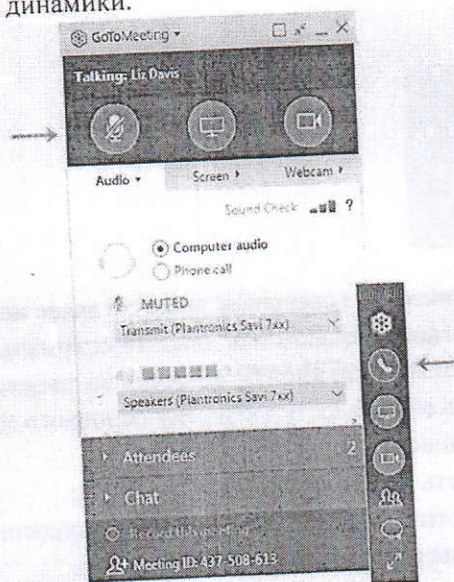 динамики.
GoToMeeting
Talking: Liz Davis
Audio
Screen
Webcam
Sound Check ?
Computer audio
Phone call
MUTED
Transmit (Plantronics Savi 7xx)
Speakers (Plantronics Savi 7xx)
Attendees 2
Chat
Record this meeting
Meeting ID: 437-508-613